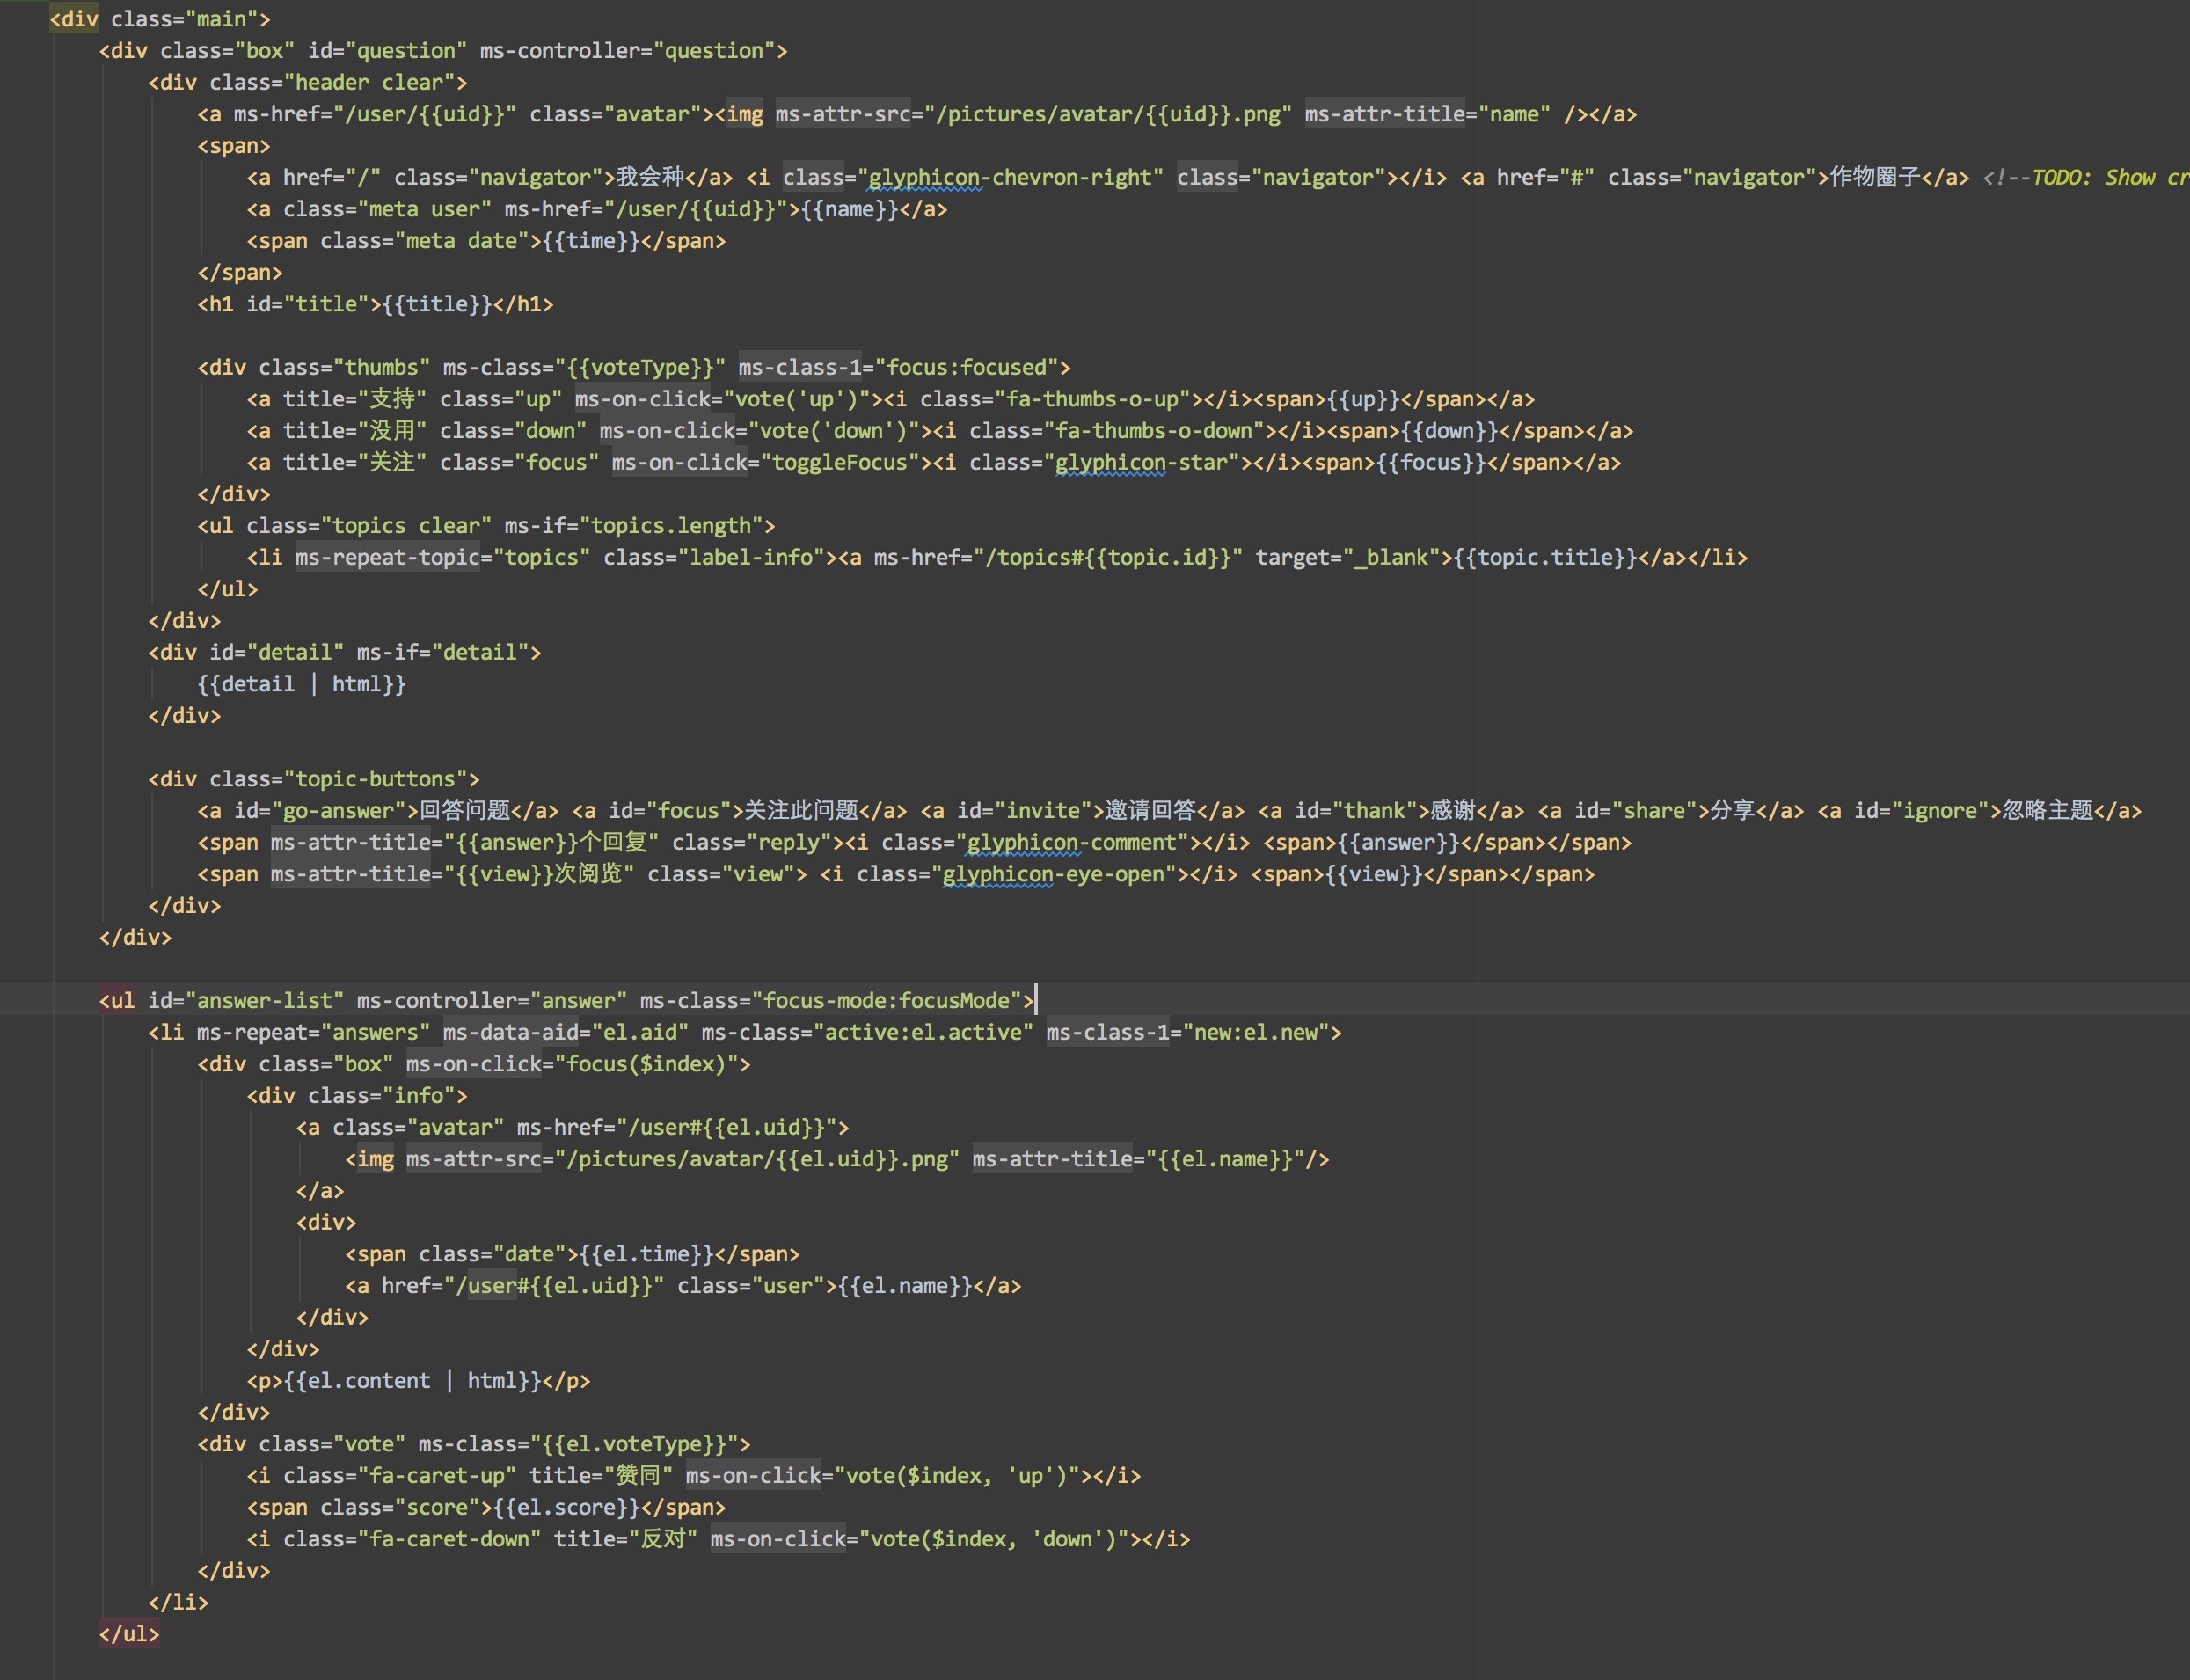 <div class="main">
<div class="box" id="question" ms-controller="question">
<div class="header clear">
<a ms-href="/user/{{uid}}" class="avatar"><img ms-attr-src="/pictures/avatar/{{uid}}.png" ms-attr-title="name" /></a>
<span>
<a href="/" class="navigator">我会种</a> <i class="glyphicon-chevron-right" class="navigator"></i> <a href="#" class="navigator">作物圈子</a> <!--TODO: Show cr
<a class="meta user" ms-href="/user/{{uid}}">{{name}}</a>
<span class="meta date">{{time}}</span>
</span>
<h1 id="title">{{title}}</h1>
<div class="thumbs" ms-class="{{voteType}}" ms-class-1="focus:focused">
<a title="支持" class="up" ms-on-click="vote('up')"><i class="fa-thumbs-o-up"></i><span>{{up}}</span></a>
<a title="没用" class="down" ms-on-click="vote('down')"><i class="fa-thumbs-o-down"></i><span>{{down}}</span></a>
<a title="关注" class="focus" ms-on-click="toggleFocus"><i class="glyphicon-star"></i><span>{{focus}}</span></a>
</div>
<ul class="topics clear" ms-if="topics.length">
<li ms-repeat-topic="topics" class="label-info"><a ms-href="/topics#{{topic.id}}" target="_blank">{{topic.title}}</a></li>
</ul>
</div>
<div id="detail" ms-if="detail">
{{detail | html}}
</div>
<div class="topic-buttons">
<a id="go-answer">回答问题</a> <a id="focus">关注此问题</a> <a id="invite">邀请回答</a> <a id="thank">感谢</a> <a id="share">分享</a> <a id="ignore">忽略主题</a>
<span ms-attr-title="{{answer}}个回复" class="reply"><i class="glyphicon-comment"></i> <span>{{answer}}</span></span>
<span ms-attr-title="{{view}}次阅览" class="view"> <i class="glyphicon-eye-open"></i> <span>{{view}}</span></span>
</div>
</div>
<ul id="answer-list" ms-controller="answer" ms-class="focus-mode:focusMode">
<li ms-repeat="answers" ms-data-aid="el.aid" ms-class="active:el.active" ms-class-1="new:el.new">
<div class="box" ms-on-click="focus($index)">
<div class="info">
<a class="avatar" ms-href="/user#{{el.uid}}">
<img ms-attr-src="/pictures/avatar/{{el.uid}}.png" ms-attr-title="{{el.name}}"/>
</a>
<div>
<span class="date">{{el.time}}</span>
<a href="/user#{{el.uid}}" class="user">{{el.name}}</a>
</div>
</div>
<p>{{el.content | html}}</p>
</div>
<div class="vote" ms-class="{{el.voteType}}">
<i class="fa-caret-up" title="赞同" ms-on-click="vote($index, 'up')"></i>
<span class="score">{{el.score}}</span>
<i class="fa-caret-down" title="反对" ms-on-click="vote($index, 'down')"></i>
</div>
</li>
</ul>